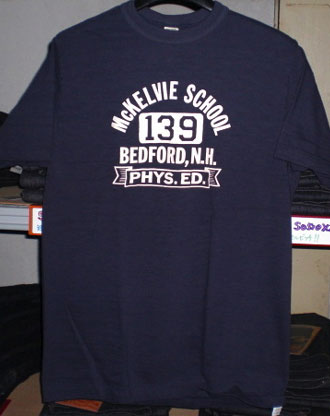 McKELVIE SCHOOL
139
BEDFORD, N.H.
PHYS. ED.